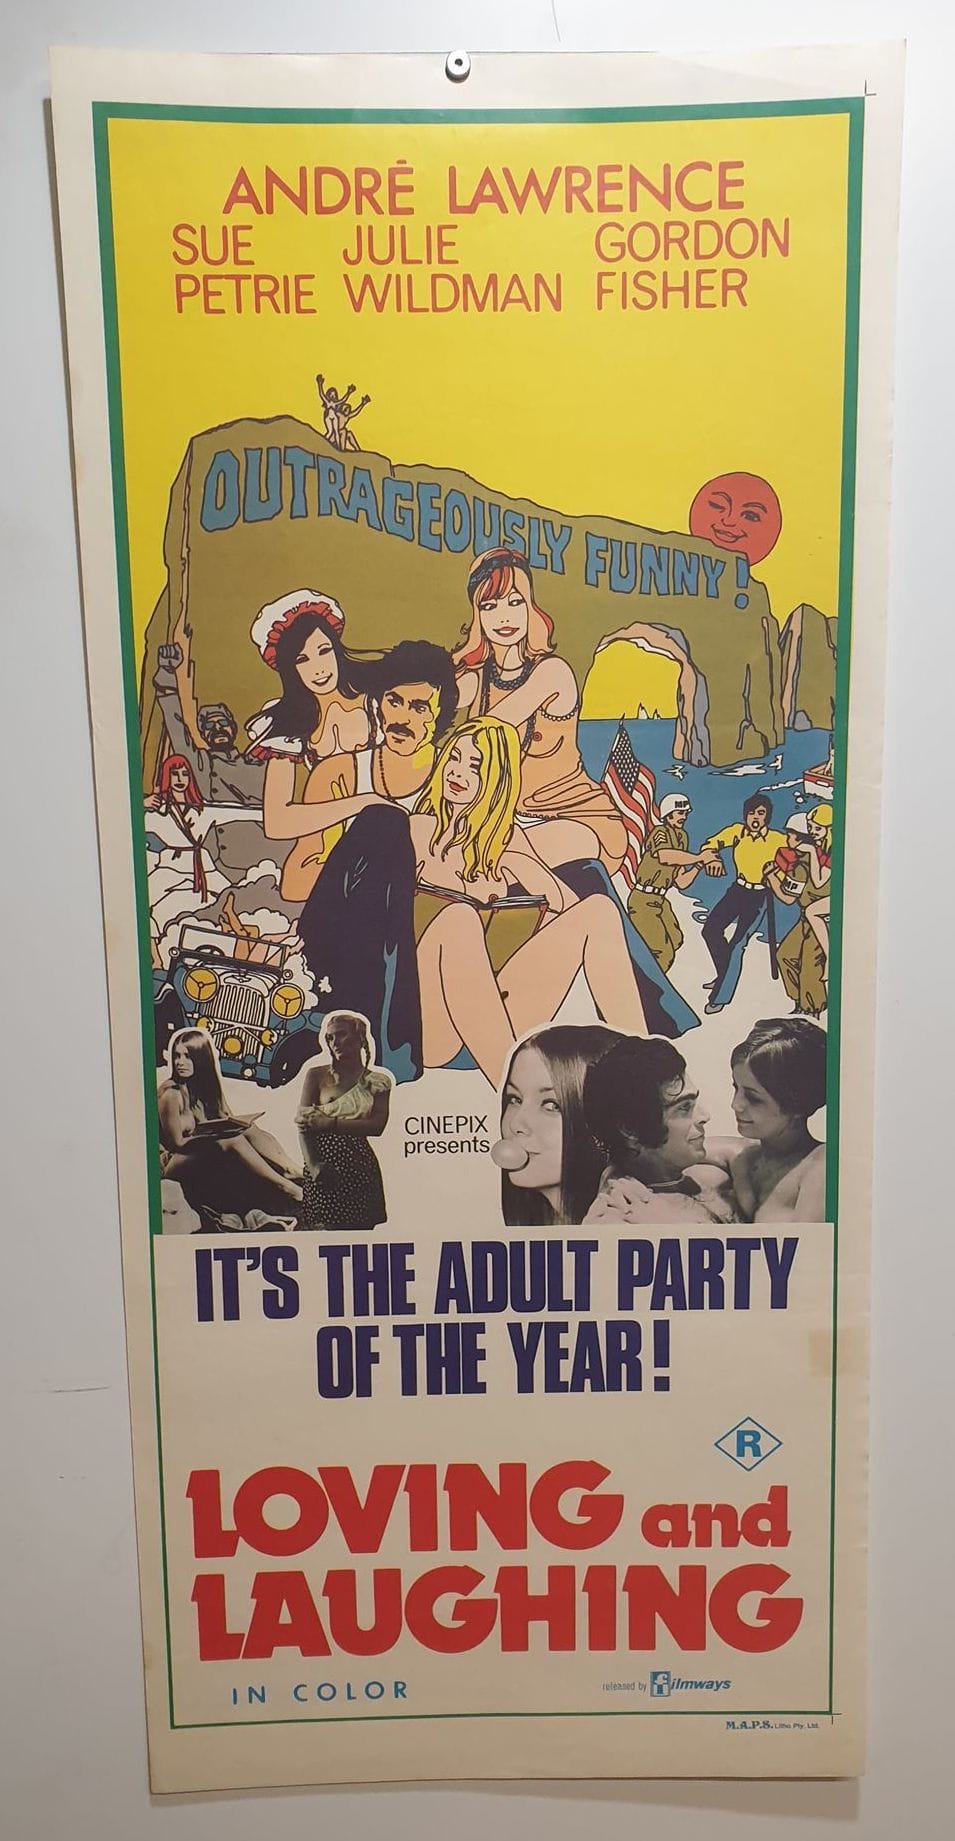 ANDRÉ LAWRENCE
SUE JULIE GORDON
PETRIE WILDMAN FISHER
OUTRAGEOUSLY FUNNY!
MP
MP
CINEPIX
presents
IT'S THE ADULT PARTY
OF THE YEAR!
R
LOVING and
LAUGHING
IN COLOR
released by filmways
M.A.P.S. Litho Pty. Ltd.